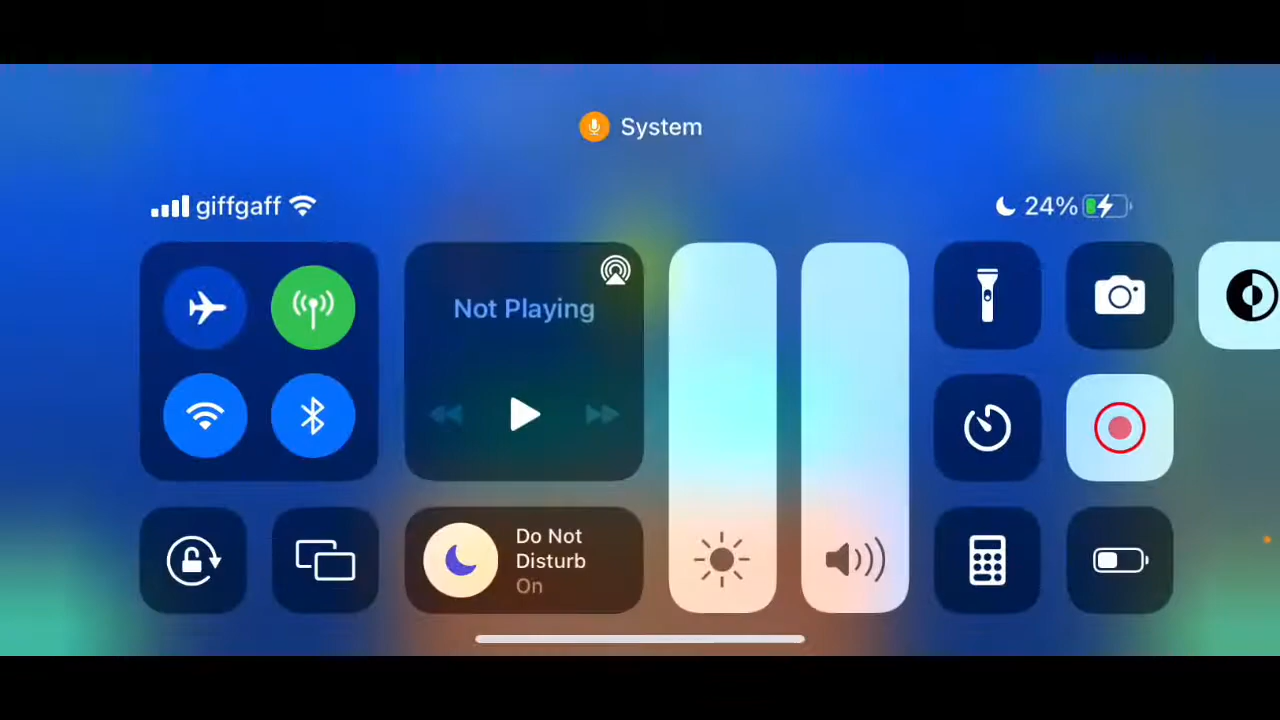 System
giffgaff
24%
Not Playing
Do Not
Disturb
On